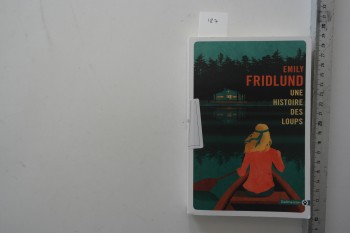 EMILY
FRIDLUND
UNE
HISTOIRE
DES
LOUPS